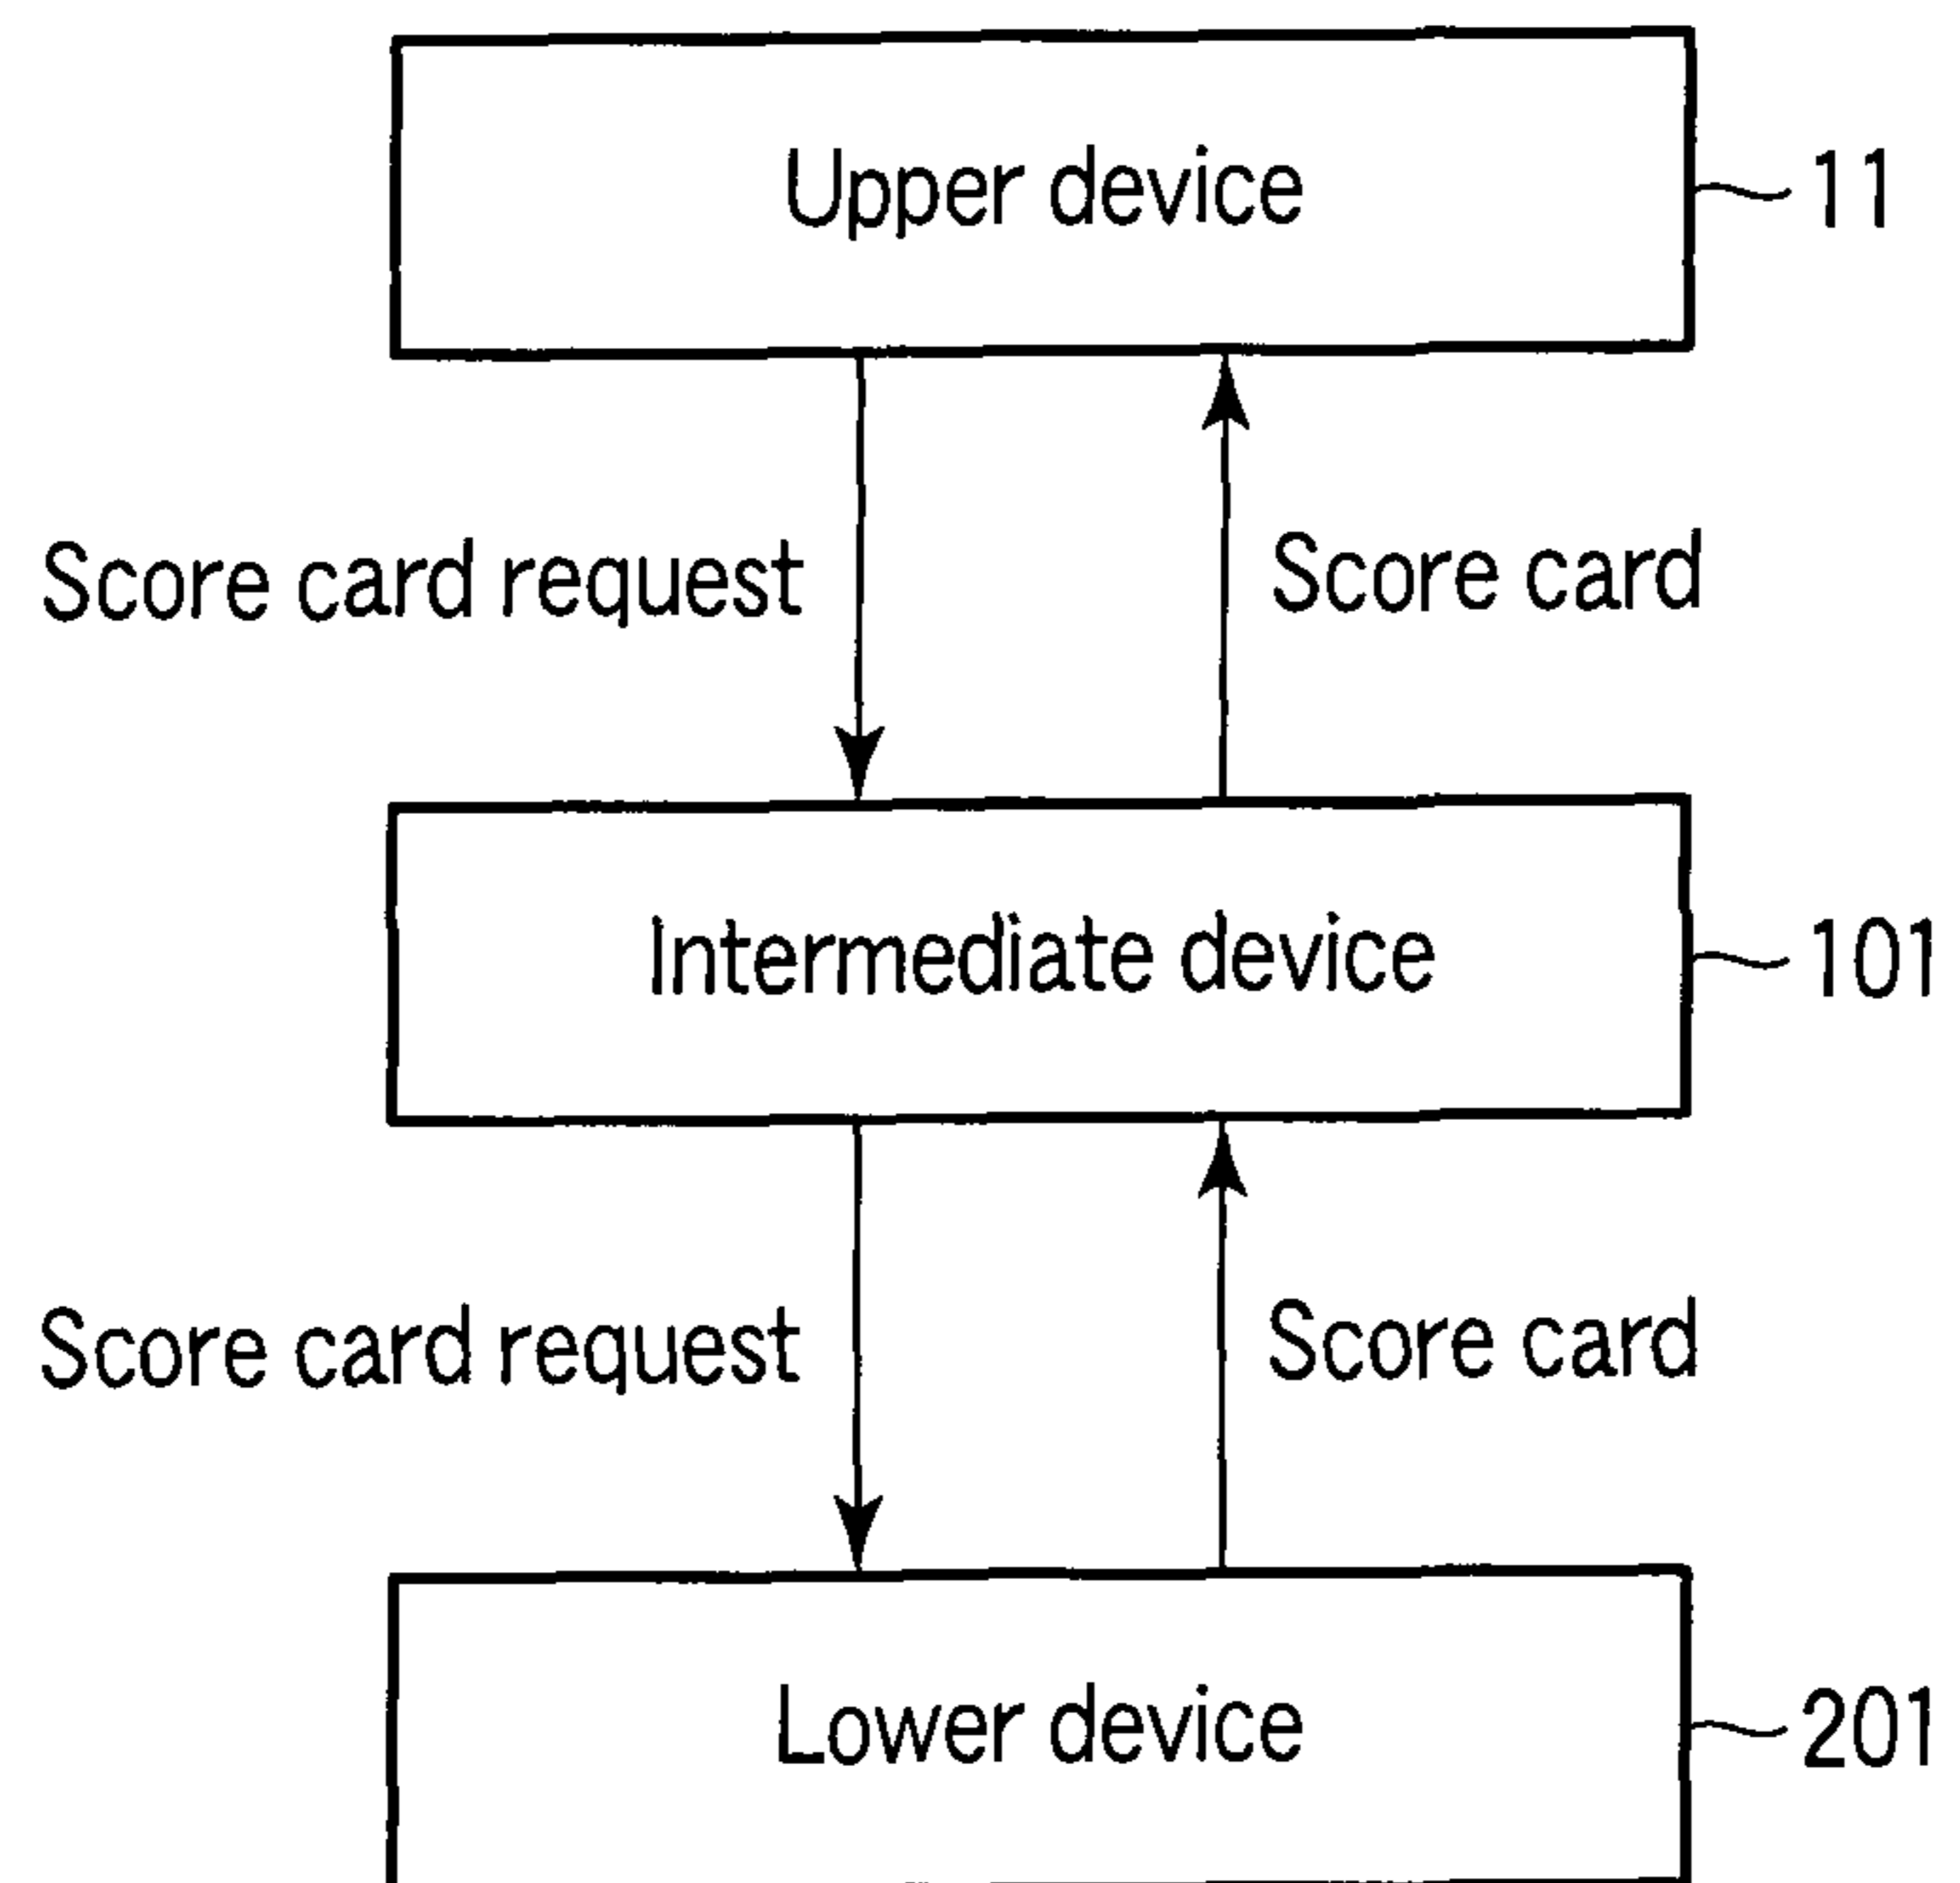 Upper device
11
Score card request
Score card
Intermediate device
101
Score card request
Score card
Lower device
201